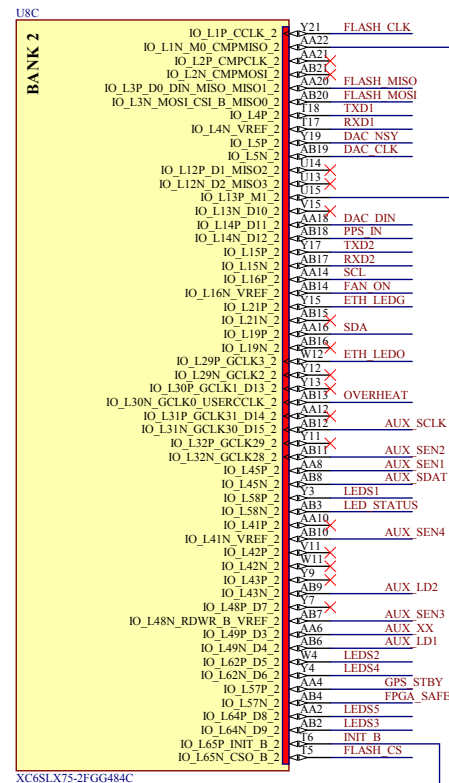 U8C
BANK 2
IO_L1P_CCLK_2 Y21 FLASH_CLK
IO_L1N_M0_CMPMISO_2 AA22
IO_L2P_CMPCLK_2 AA21
IO_L2N_CMPMOSI_2 AB21
IO_L3P_D0_DIN_MISO_MISO1_2 AA20 FLASH_MISO
IO_L3N_MOSI_CSI_B_MISO0_2 AB20 FLASH_MOSI
IO_L4P_2 T18 TXD1
IO_L4N_VREF_2 T17 RXD1
IO_L5P_2 Y19 DAC_NSY
IO_L5N_2 AB19 DAC_CLK
IO_L12P_D1_MISO2_2 U14
IO_L12N_D2_MISO3_2 U13
IO_L13P_M1_2 U15
IO_L13N_D10_2 V15
IO_L14P_D11_2 AA18 DAC_DIN
IO_L14N_D12_2 AB18 PPS_IN
IO_L15P_2 Y17 TXD2
IO_L15N_2 AB17 RXD2
IO_L16P_2 AA14 SCL
IO_L16N_VREF_2 AB14 FAN_ON
IO_L21P_2 Y15 ETH_LEDG
IO_L21N_2 AB15
IO_L19P_2 AA16 SDA
IO_L19N_2 AB16
IO_L29P_GCLK3_2 W12 ETH_LEDO
IO_L29N_GCLK2_2 Y12
IO_L30P_GCLK1_D13_2 Y13
IO_L30N_GCLK0_USERCCLK_2 AB13 OVERHEAT
IO_L31P_GCLK31_D14_2 AA12
IO_L31N_GCLK30_D15_2 AB12 AUX_SCLK
IO_L32P_GCLK29_2 Y11
IO_L32N_GCLK28_2 AB11 AUX_SEN2
IO_L45P_2 AA8 AUX_SEN1
IO_L45N_2 AB8 AUX_SDAT
IO_L58P_2 Y3 LEDS1
IO_L58N_2 AB3 LED_STATUS
IO_L41P_2 AA10
IO_L41N_VREF_2 AB10 AUX_SEN4
IO_L42P_2 V11
IO_L42N_2 W11
IO_L43P_2 Y9
IO_L43N_2 AB9 AUX_LD2
IO_L48P_D7_2 Y7
IO_L48N_RDWR_B_VREF_2 AB7 AUX_SEN3
IO_L49P_D3_2 AA6 AUX_XX
IO_L49N_D4_2 AB6 AUX_LD1
IO_L62P_D5_2 W4 LEDS2
IO_L62N_D6_2 Y4 LEDS4
IO_L57P_2 AA4 GPS_STBY
IO_L57N_2 AB4 FPGA_SAFE
IO_L64P_D8_2 AA2 LEDS5
IO_L64N_D9_2 AB2 LEDS3
IO_L65P_INIT_B_2 T6 INIT_B
IO_L65N_CSO_B_2 T5 FLASH_CS
XC6SLX75-2FGG484C